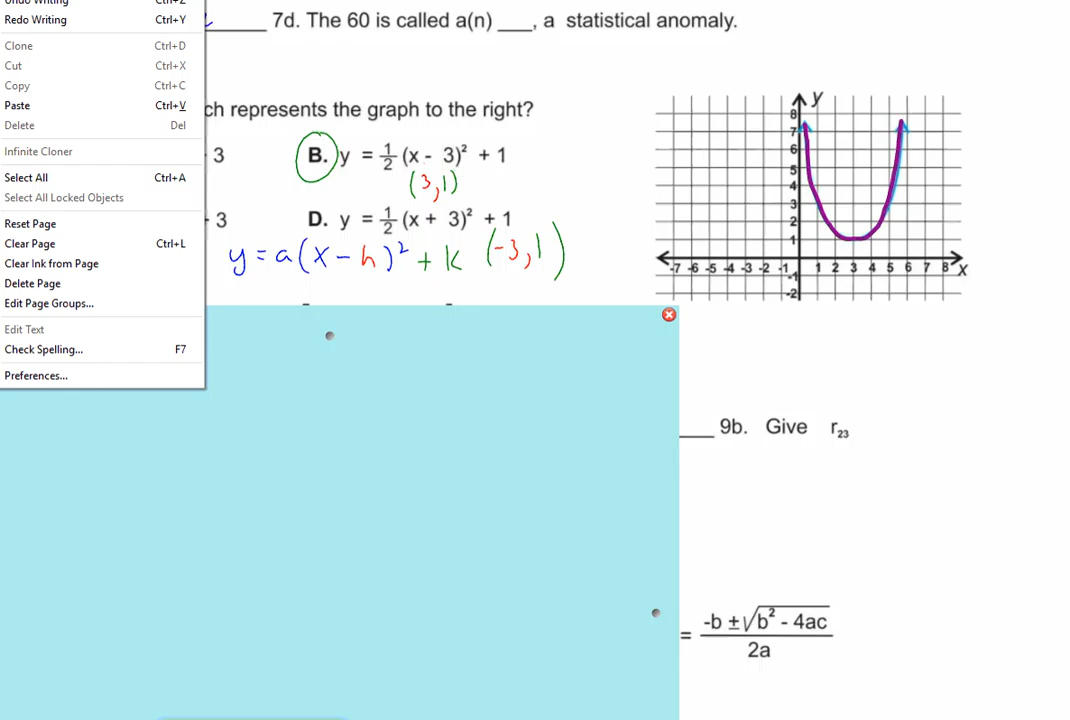 Undo Writing Ctrl+Z
Redo Writing Ctrl+Y
Clone Ctrl+D
Cut Ctrl+X
Copy Ctrl+C
Paste Ctrl+V
Delete Del
Infinite Cloner
Select All Ctrl+A
Select All Locked Objects
Reset Page
Clear Page Ctrl+L
Clear Ink from Page
Delete Page
Edit Page Groups...
Edit Text
Check Spelling... F7
Preferences...
____ 7d. The 60 is called a(n) ___, a statistical anomaly.
ch represents the graph to the right?
3 B. y = 1/2 (x - 3)² + 1
(3,1)
3 D. y = 1/2 (x + 3)² + 1
y = a(x - h)² + k (-3,1)
y
8
7
6
5
4
3
2
1
-7 -6 -5 -4 -3 -2 -1 1 2 3 4 5 6 7 8 x
-1
-2
___ 9b. Give r₂₃
= -b ±√b² - 4ac
2a